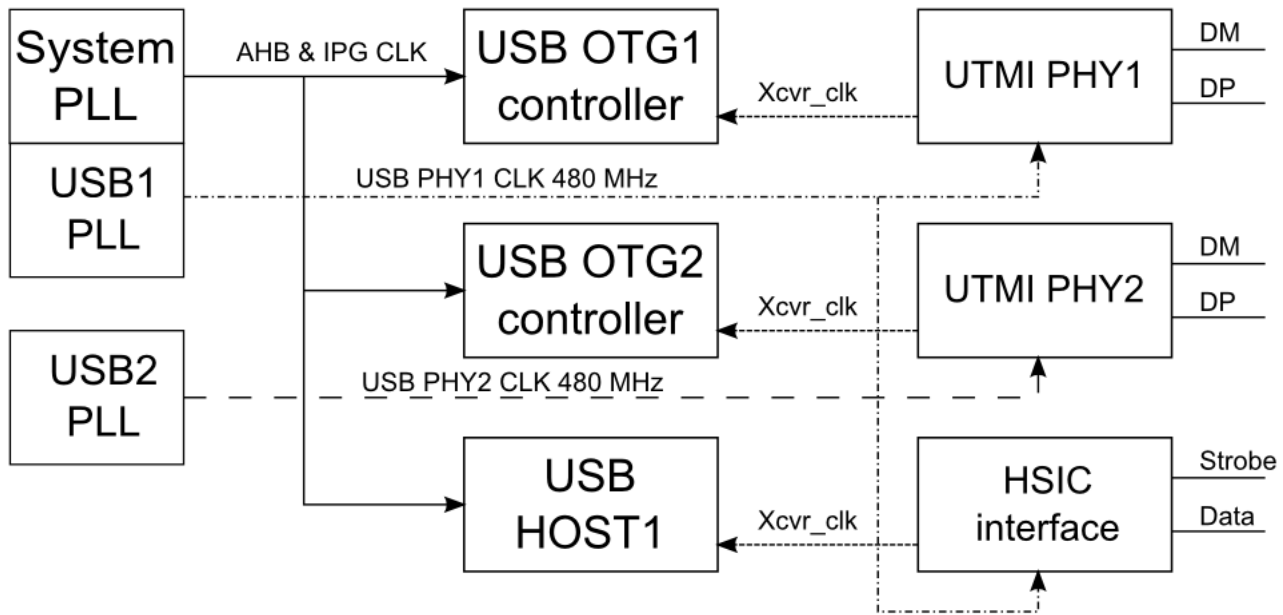 System
PLL
AHB & IPG CLK
USB OTG1
controller
Xcvr_clk
UTMI PHY1
DM
DP
USB1
PLL
USB PHY1 CLK 480 MHz
USB OTG2
controller
Xcvr_clk
UTMI PHY2
DM
DP
USB2
PLL
USB PHY2 CLK 480 MHz
USB
HOST1
Xcvr_clk
HSIC
interface
Strobe
Data